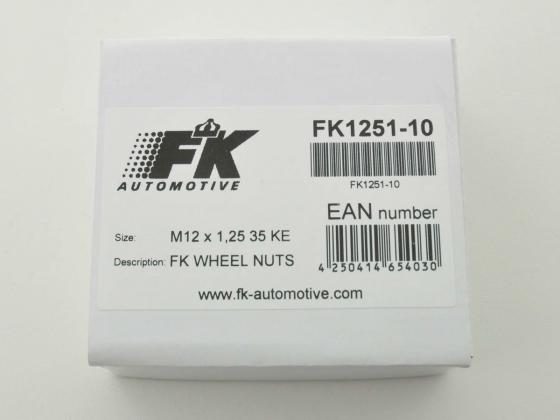 FK
AUTOMOTIVE
FK1251-10
FK1251-10
EAN number
4 250414 654030
Size: M12 x 1,25 35 KE
Description: FK WHEEL NUTS
www.fk-automotive.com